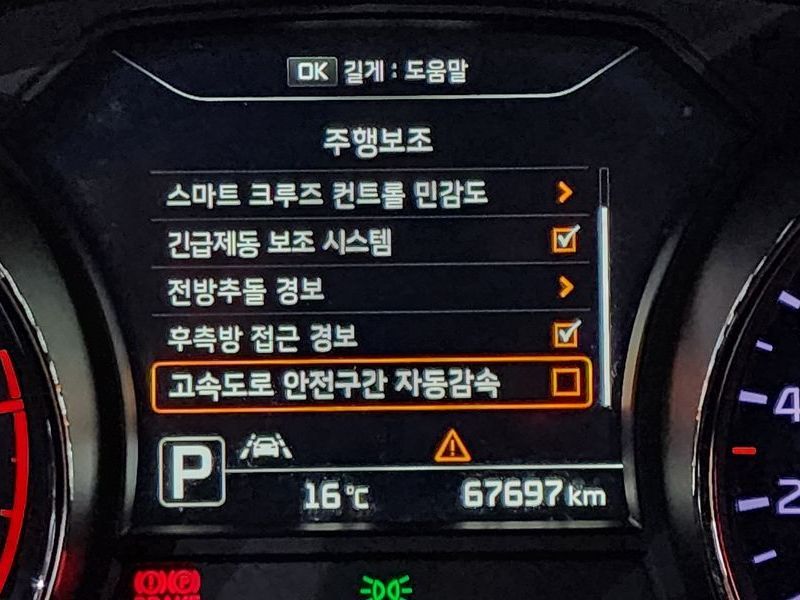 OK 길게 : 도움말
주행보조
스마트 크루즈 컨트롤 민감도
긴급제동 보조 시스템
전방추돌 경보
후측방 접근 경보
고속도로 안전구간 자동감속
P
16℃ 67697 km
4
2
(!) (P)
BRAKE